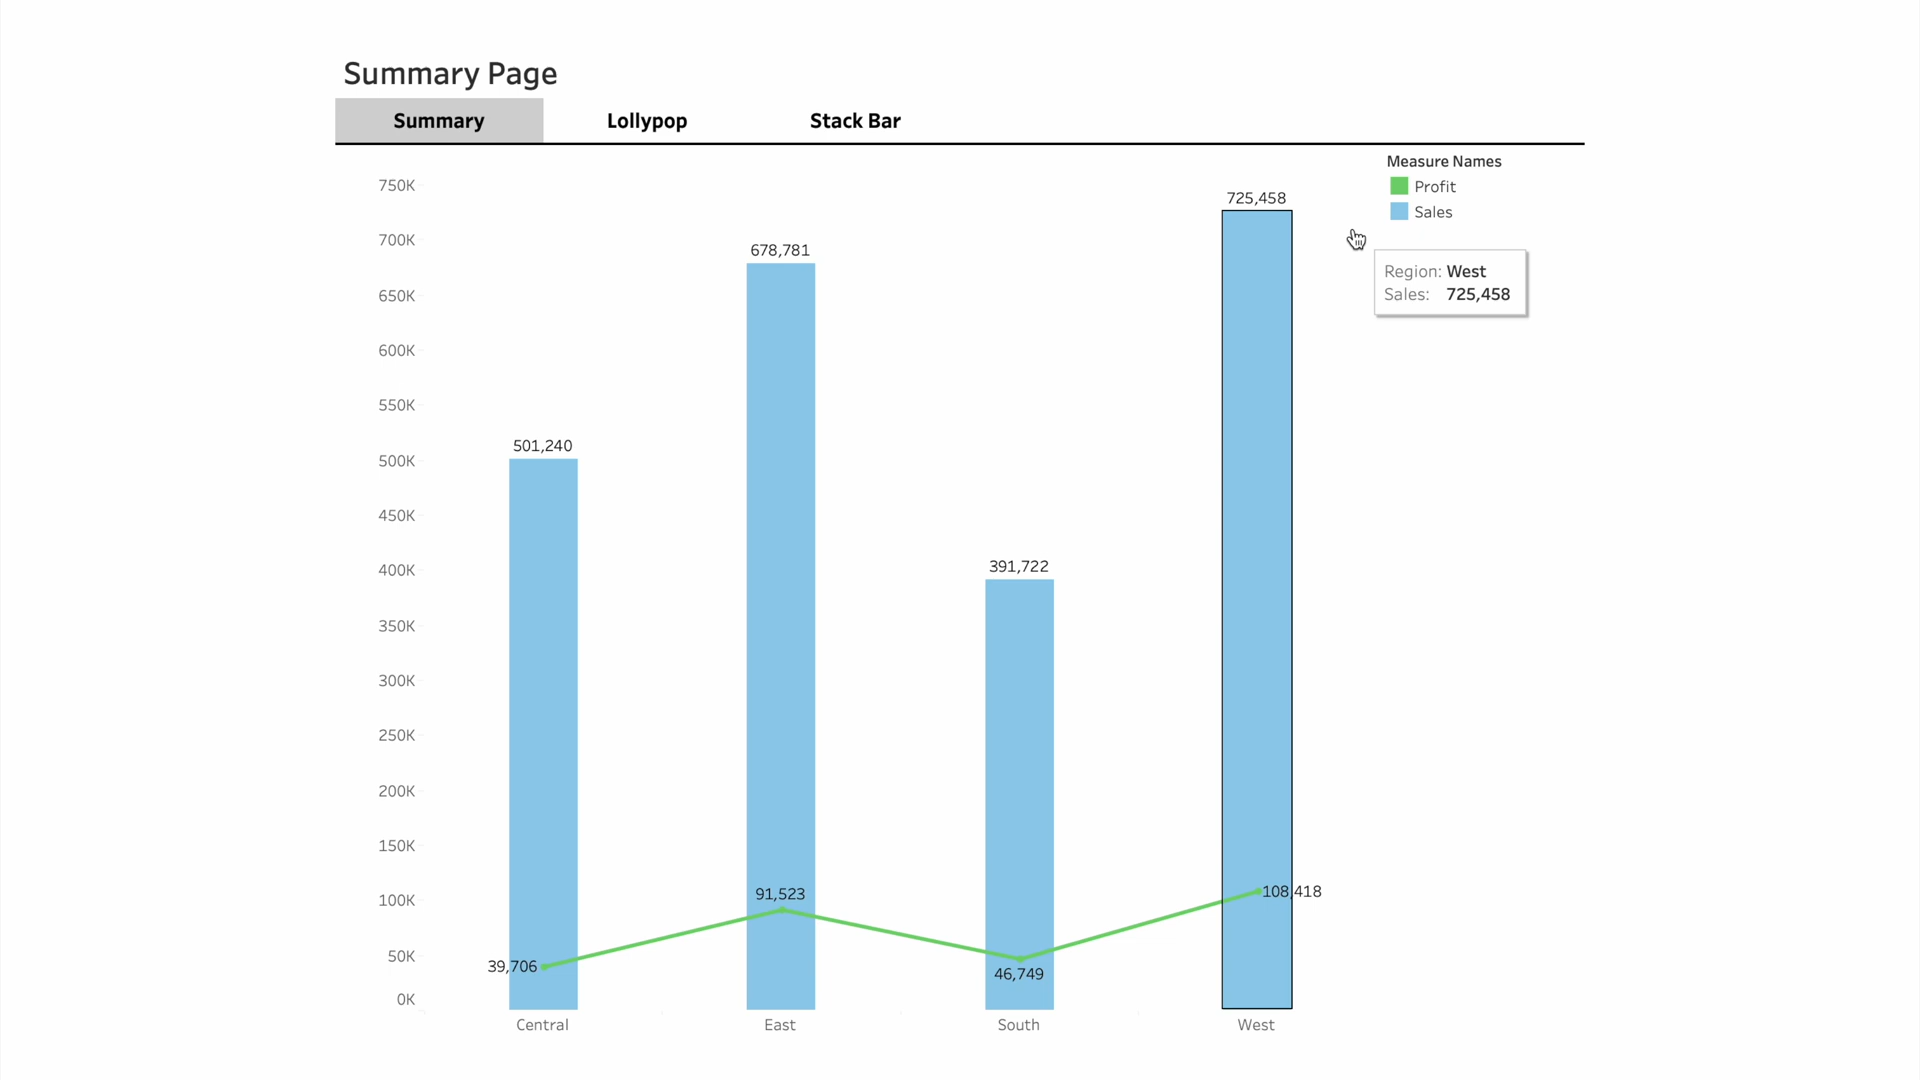 Summary Page
Summary Lollypop Stack Bar
Measure Names
Profit
Sales
Region: West
Sales: 725,458
750K
700K
650K
600K
550K
500K
450K
400K
350K
300K
250K
200K
150K
100K
50K
0K
501,240
678,781
391,722
725,458
39,706
91,523
46,749
108,418
Central East South West